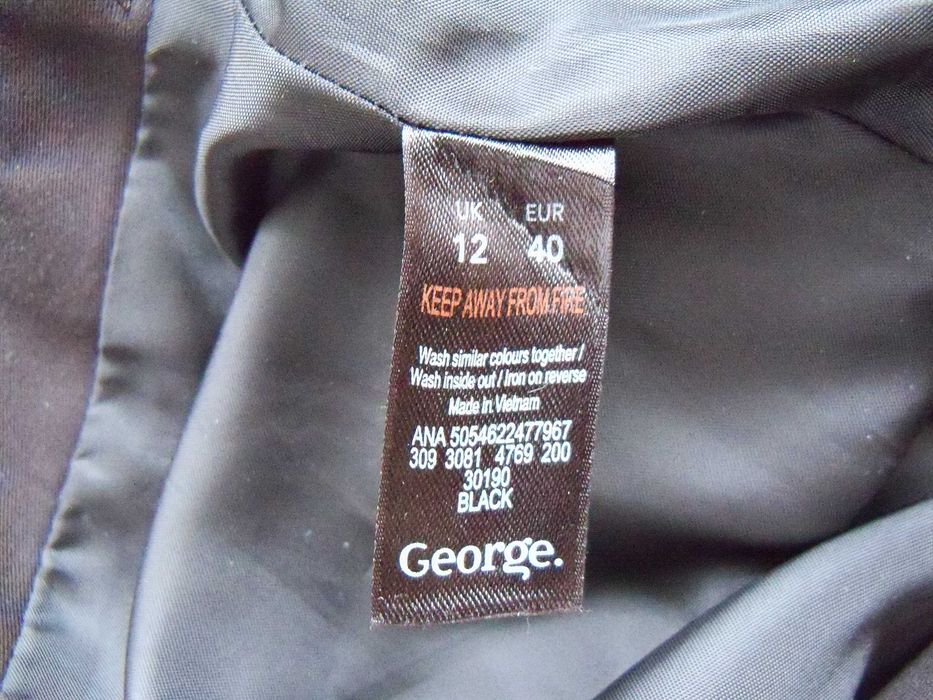 UK EUR
12 40
KEEP AWAY FROM FIRE
Wash similar colours together /
Wash inside out / Iron on reverse
Made in Vietnam
ANA 5054622477967
309 3081 4769 200
30190
BLACK
George.